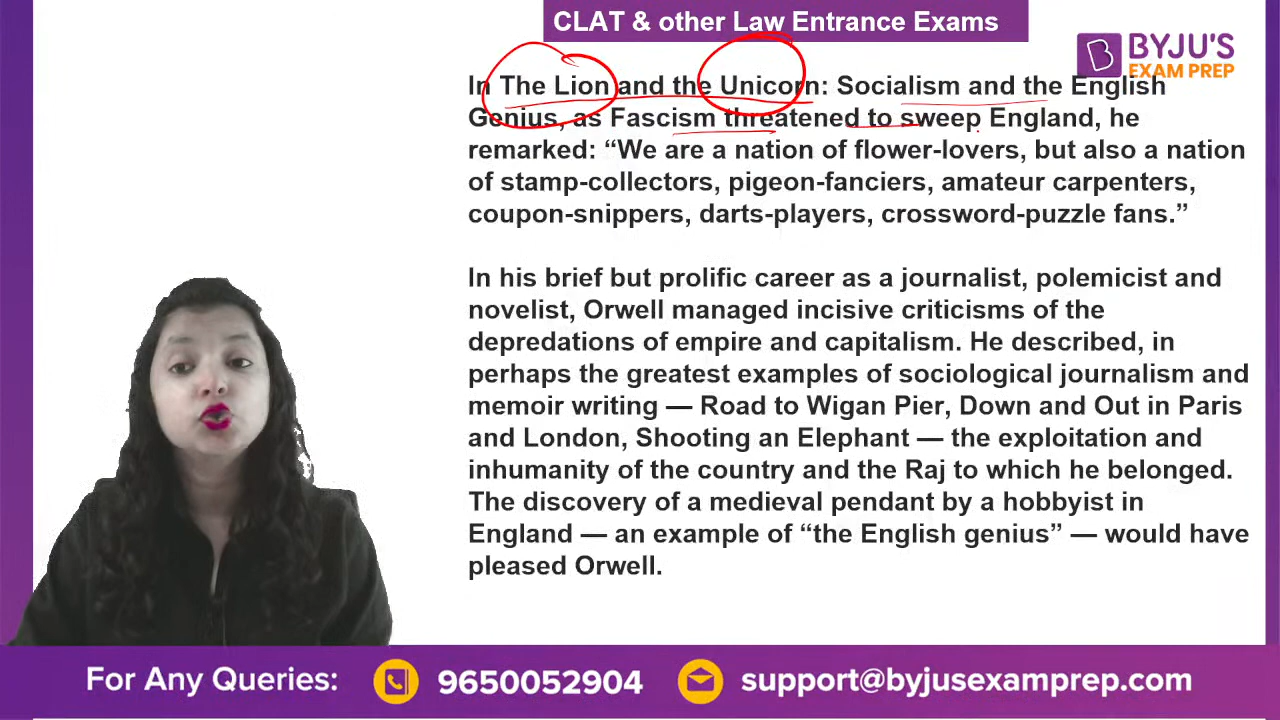 CLAT & other Law Entrance Exams
BYJU'S
EXAM PREP
In The Lion and the Unicorn: Socialism and the English
Genius, as Fascism threatened to sweep England, he
remarked: “We are a nation of flower-lovers, but also a nation
of stamp-collectors, pigeon-fanciers, amateur carpenters,
coupon-snippers, darts-players, crossword-puzzle fans.”
In his brief but prolific career as a journalist, polemicist and
novelist, Orwell managed incisive criticisms of the
depredations of empire and capitalism. He described, in
perhaps the greatest examples of sociological journalism and
memoir writing — Road to Wigan Pier, Down and Out in Paris
and London, Shooting an Elephant — the exploitation and
inhumanity of the country and the Raj to which he belonged.
The discovery of a medieval pendant by a hobbyist in
England — an example of “the English genius” — would have
pleased Orwell.
For Any Queries: 9650052904 support@byjusexamprep.com